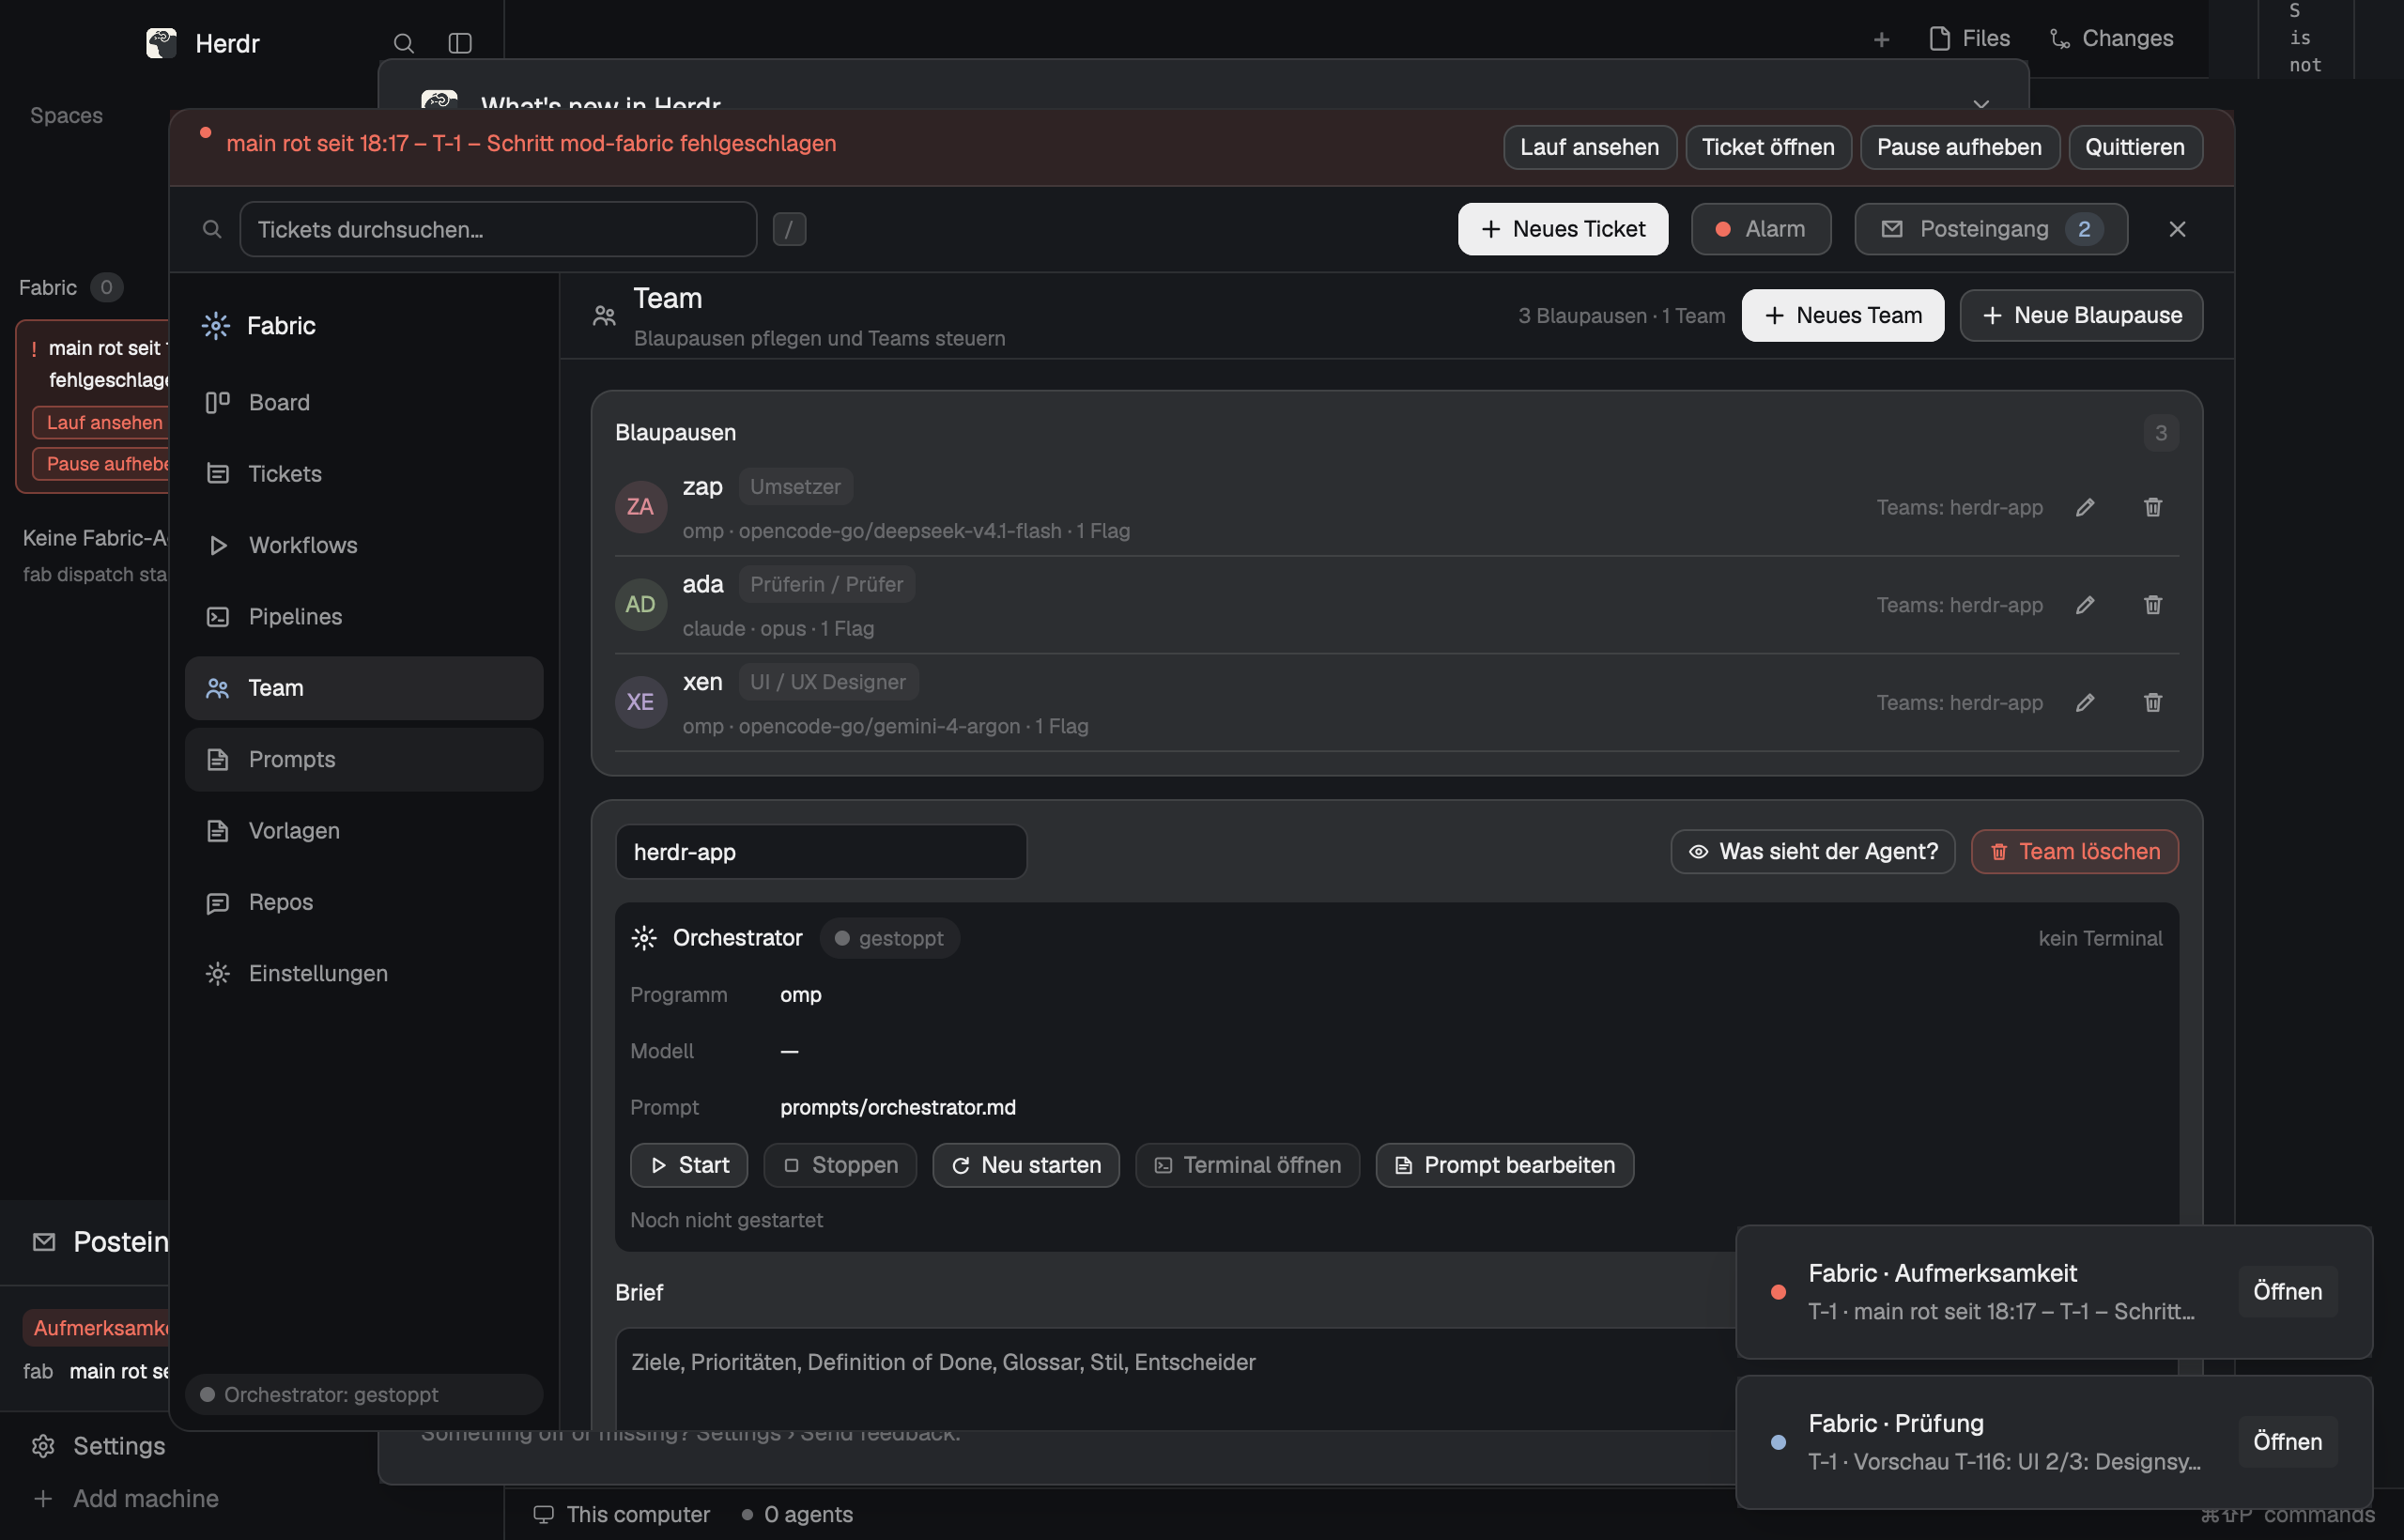 Herdr
Files
Changes
S
is
not
Spaces
What's new in Herdr
main rot seit 18:17 – T-1 – Schritt mod-fabric fehlgeschlagen
Lauf ansehen
Ticket öffnen
Pause aufheben
Quittieren
Tickets durchsuchen...
/
+ Neues Ticket
Alarm
Posteingang 2
Fabric 0
! main rot seit
fehlgeschlage
Lauf ansehen
Pause aufhebe
Keine Fabric-A
fab dispatch sta
Fabric
Board
Tickets
Workflows
Pipelines
Team
Prompts
Vorlagen
Repos
Einstellungen
Orchestrator: gestoppt
Team
Blaupausen pflegen und Teams steuern
3 Blaupausen · 1 Team
+ Neues Team
+ Neue Blaupause
Blaupausen
3
ZA
zap Umsetzer
omp · opencode-go/deepseek-v4.1-flash · 1 Flag
Teams: herdr-app
AD
ada Prüferin / Prüfer
claude · opus · 1 Flag
Teams: herdr-app
XE
xen UI / UX Designer
omp · opencode-go/gemini-4-argon · 1 Flag
Teams: herdr-app
herdr-app
Was sieht der Agent?
Team löschen
Orchestrator gestoppt
kein Terminal
Programm omp
Modell —
Prompt prompts/orchestrator.md
Start
Stoppen
Neu starten
Terminal öffnen
Prompt bearbeiten
Noch nicht gestartet
Brief
Ziele, Prioritäten, Definition of Done, Glossar, Stil, Entscheider
Something off or missing? Settings › Send feedback.
Postein
Aufmerksamke
fab main rot se
Settings
+ Add machine
This computer
0 agents
Fabric · Aufmerksamkeit
T-1 · main rot seit 18:17 – T-1 – Schritt...
Öffnen
Fabric · Prüfung
T-1 · Vorschau T-116: UI 2/3: Designsy...
Öffnen
⌘⇧P commands